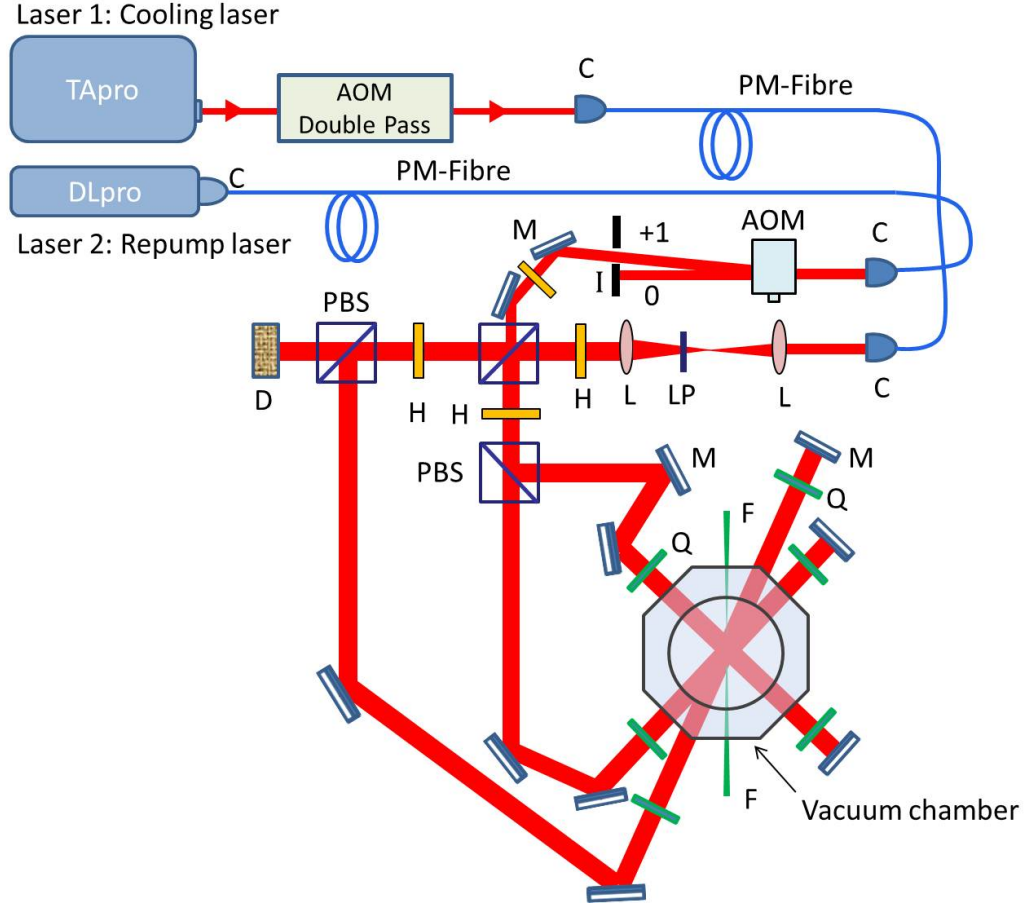 Laser 1: Cooling laser
TApro
AOM
Double Pass
C
PM-Fibre
DLpro
C
PM-Fibre
Laser 2: Repump laser
M
+1
AOM
C
I
0
PBS
D
H
H
H
L
LP
L
C
PBS
M
M
Q
F
Q
F
Vacuum chamber